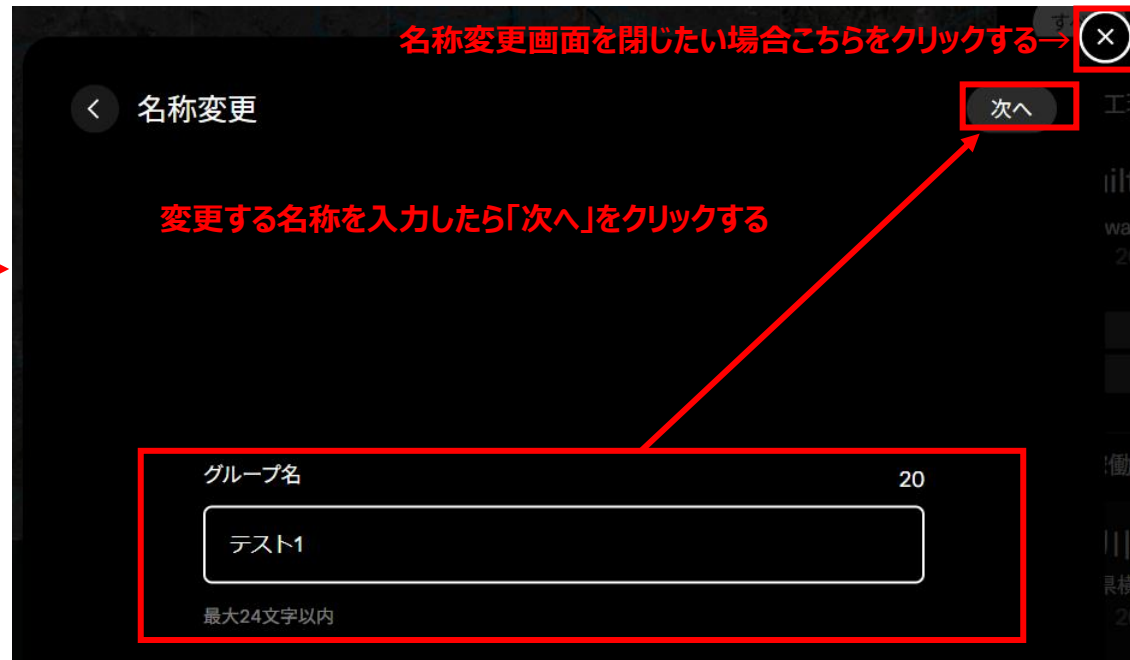 名称変更画面を閉じたい場合こちらをクリックする→
名称変更
次へ
変更する名称を入力したら「次へ」をクリックする
グループ名
20
テスト1
最大24文字以内